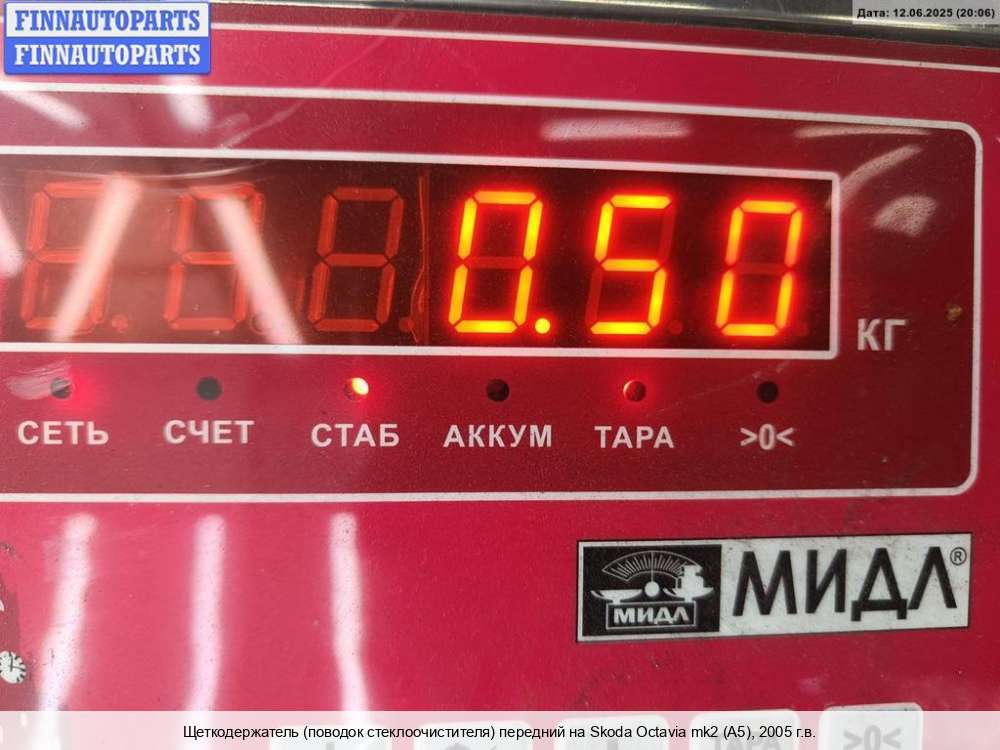 FINNAUTOPARTS
FINNAUTOPARTS
Дата: 12.06.2025 (20:06)
0.50
КГ
СЕТЬ СЧЕТ СТАБ АККУМ ТАРА >0<
МИДЛ МИДЛ®
>0<
Щеткодержатель (поводок стеклоочистителя) передний на Skoda Octavia mk2 (A5), 2005 г.в.